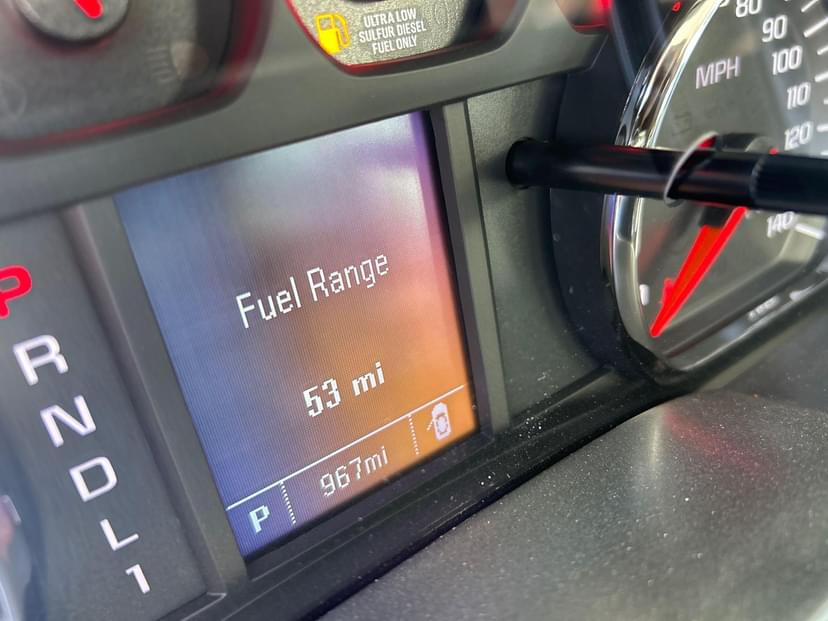 ULTRA LOW
SULFUR DIESEL
FUEL ONLY
80
90
MPH
100
110
120
140
Fuel Range
53 mi
P 967mi
P
R
N
D
L
1